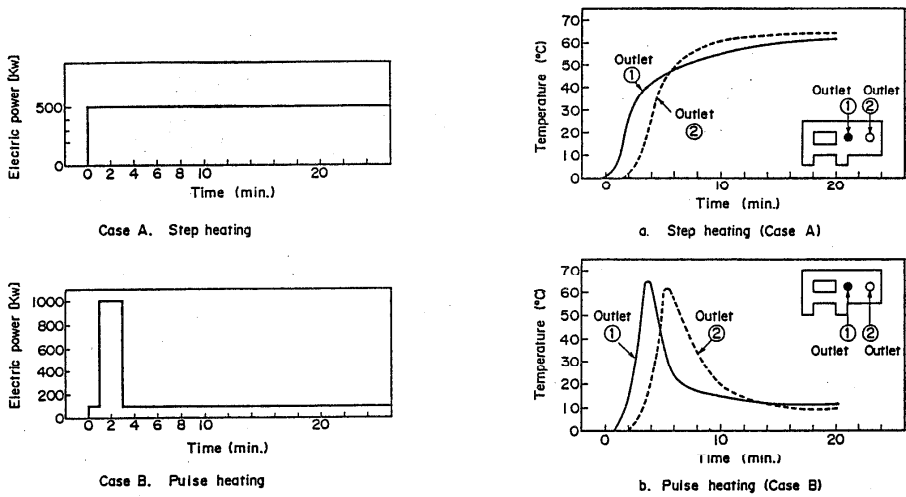 Electric power [Kw]
500
0
0 2 4 6 8 10 20
Time (min.)
Case A. Step heating
Temperature (°C)
70
60
50
40
30
20
10
0
Outlet
①
Outlet
②
Outlet Outlet
① ②
0 10 20
Time (min.)
a. Step heating (Case A)
Electric power [Kw]
1000
800
600
400
200
0
0 2 4 6 8 10 20
Time (min.)
Case B. Pulse heating
Temperature (°C)
70
60
50
40
30
20
10
0
Outlet
①
Outlet
②
① ②
Outlet Outlet
0 10 20
Time (min.)
b. Pulse heating (Case B)